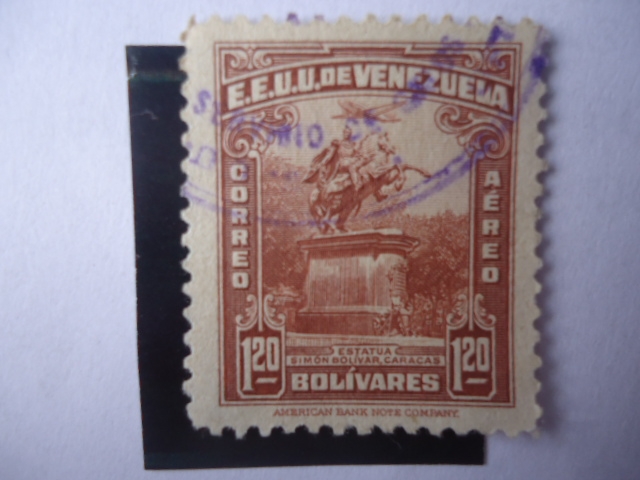 E.E.U.U. DE VENEZUELA
CORREO
AÉREO
ESTATUA
SIMÓN BOLÍVAR, CARACAS
1.20
1.20
BOLÍVARES
AMERICAN BANK NOTE COMPANY.